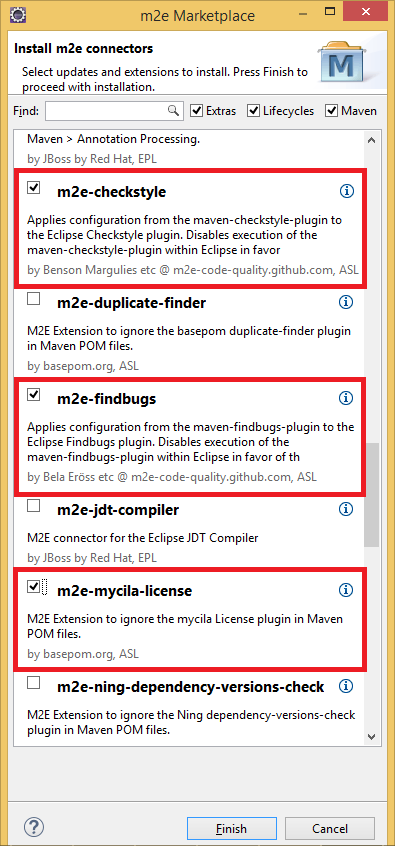 m2e Marketplace
Install m2e connectors
Select updates and extensions to install. Press Finish to
proceed with installation.
M
Find:
Extras
Lifecycles
Maven
Maven > Annotation Processing.
by JBoss by Red Hat, EPL
m2e-checkstyle
Applies configuration from the maven-checkstyle-plugin to
the Eclipse Checkstyle plugin. Disables execution of the
maven-checkstyle-plugin within Eclipse in favor
by Benson Margulies etc @ m2e-code-quality.github.com, ASL
m2e-duplicate-finder
M2E Extension to ignore the basepom duplicate-finder plugin
in Maven POM files.
by basepom.org, ASL
m2e-findbugs
Applies configuration from the maven-findbugs-plugin to the
Eclipse Findbugs plugin. Disables execution of the
maven-findbugs-plugin within Eclipse in favor of th
by Bela Eröss etc @ m2e-code-quality.github.com, ASL
m2e-jdt-compiler
M2E connector for the Eclipse JDT Compiler
by JBoss by Red Hat, EPL
m2e-mycila-license
M2E Extension to ignore the mycila License plugin in Maven
POM files.
by basepom.org, ASL
m2e-ning-dependency-versions-check
M2E Extension to ignore the Ning dependency-versions-check
plugin in Maven POM files.
Finish
Cancel